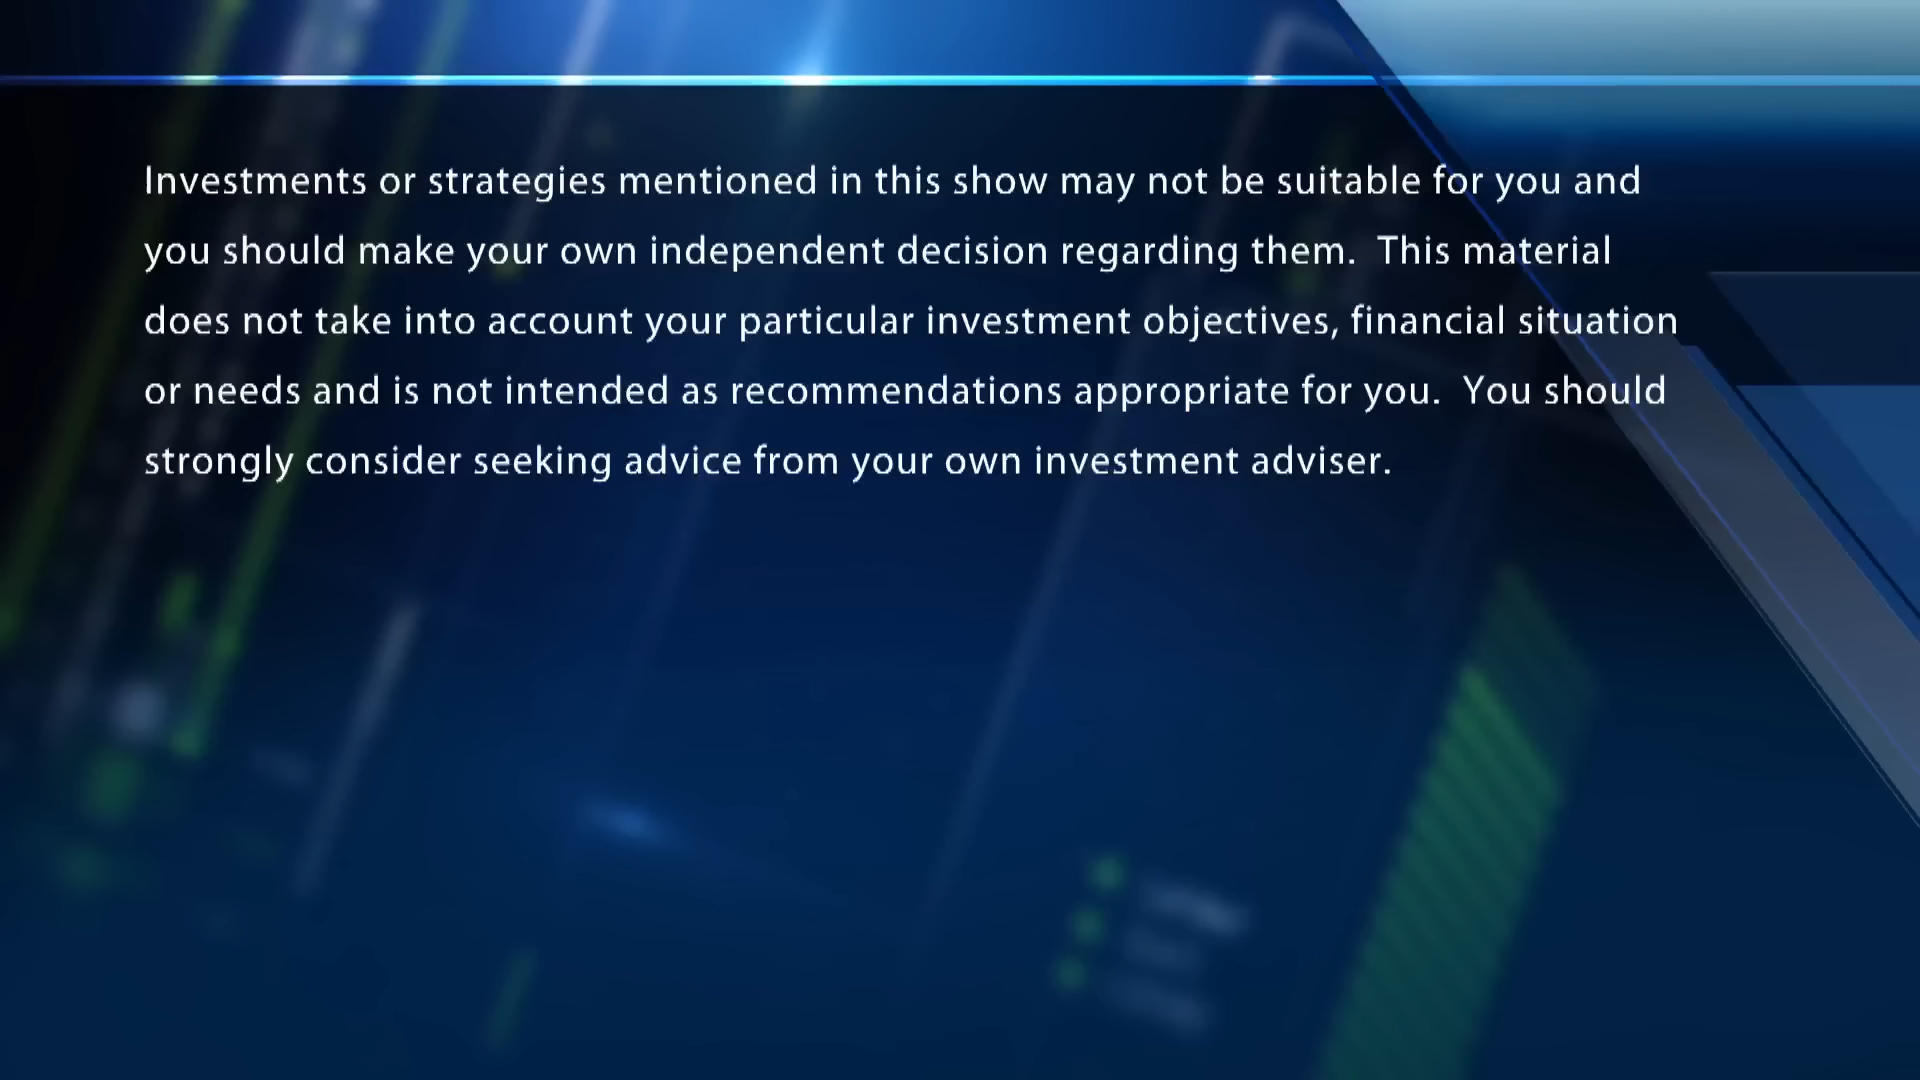 Investments or strategies mentioned in this show may not be suitable for you and
you should make your own independent decision regarding them.  This material
does not take into account your particular investment objectives, financial situation
or needs and is not intended as recommendations appropriate for you.  You should
strongly consider seeking advice from your own investment adviser.